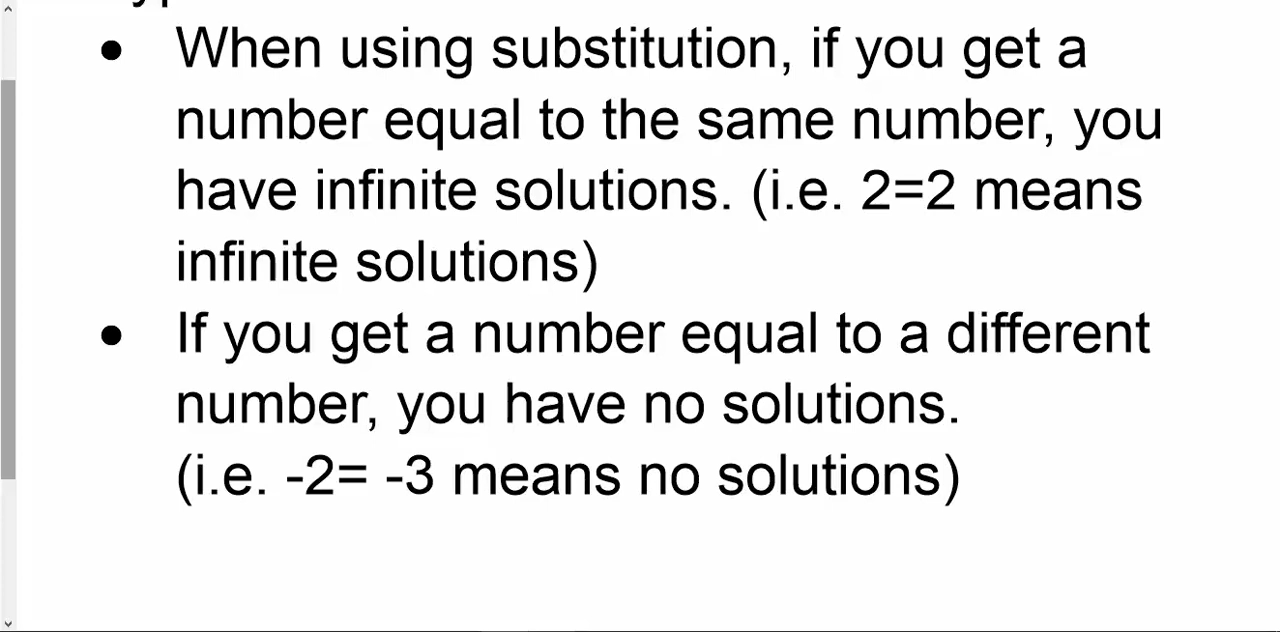 • When using substitution, if you get a
number equal to the same number, you
have infinite solutions. (i.e. 2=2 means
infinite solutions)
• If you get a number equal to a different
number, you have no solutions.
(i.e. -2= -3 means no solutions)